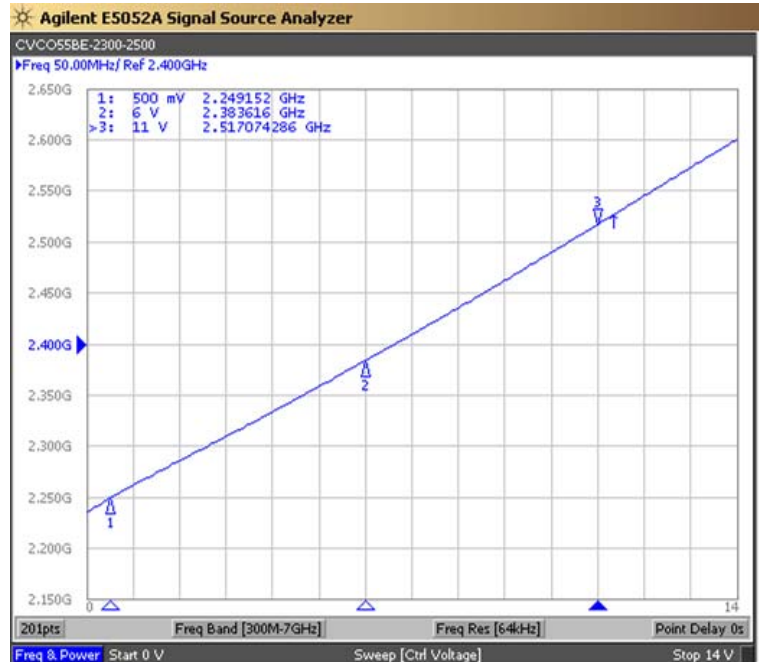 Agilent E5052A Signal Source Analyzer
CVCO55BE-2300-2500
Freq 50.00MHz/ Ref 2.400GHz
2.650G
1: 500 mV 2.249152 GHz
2: 6 V 2.383616 GHz
>3: 11 V 2.517074286 GHz
2.600G
2.550G
3
2.500G
2.450G
2.400G
2
2.350G
2.300G
2.250G
1
2.200G
2.150G
0 14
201pts Freq Band [300M-7GHz] Freq Res [64kHz] Point Delay 0s
Freq & Power Start 0 V Sweep [Ctrl Voltage] Stop 14 V